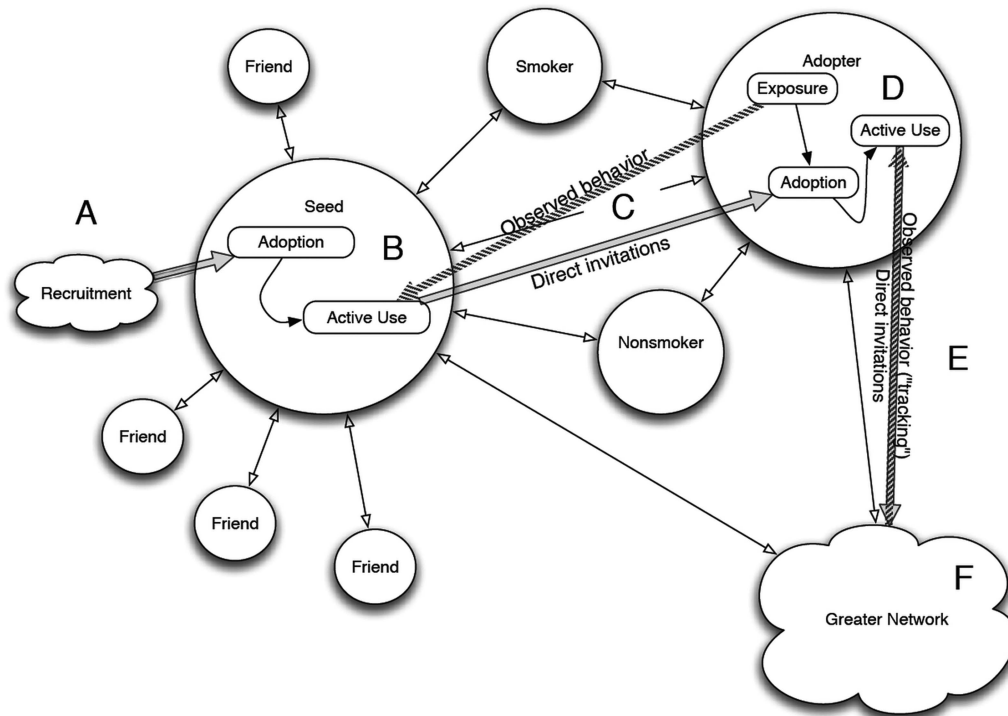 Friend
Smoker
Adopter
Exposure
D
Active Use
Adoption
Observed behavior
C
Direct invitations
A
Recruitment
Seed
Adoption
B
Active Use
Nonsmoker
Observed behavior ("tracking")
Direct invitations
E
Friend
Friend
Friend
F
Greater Network